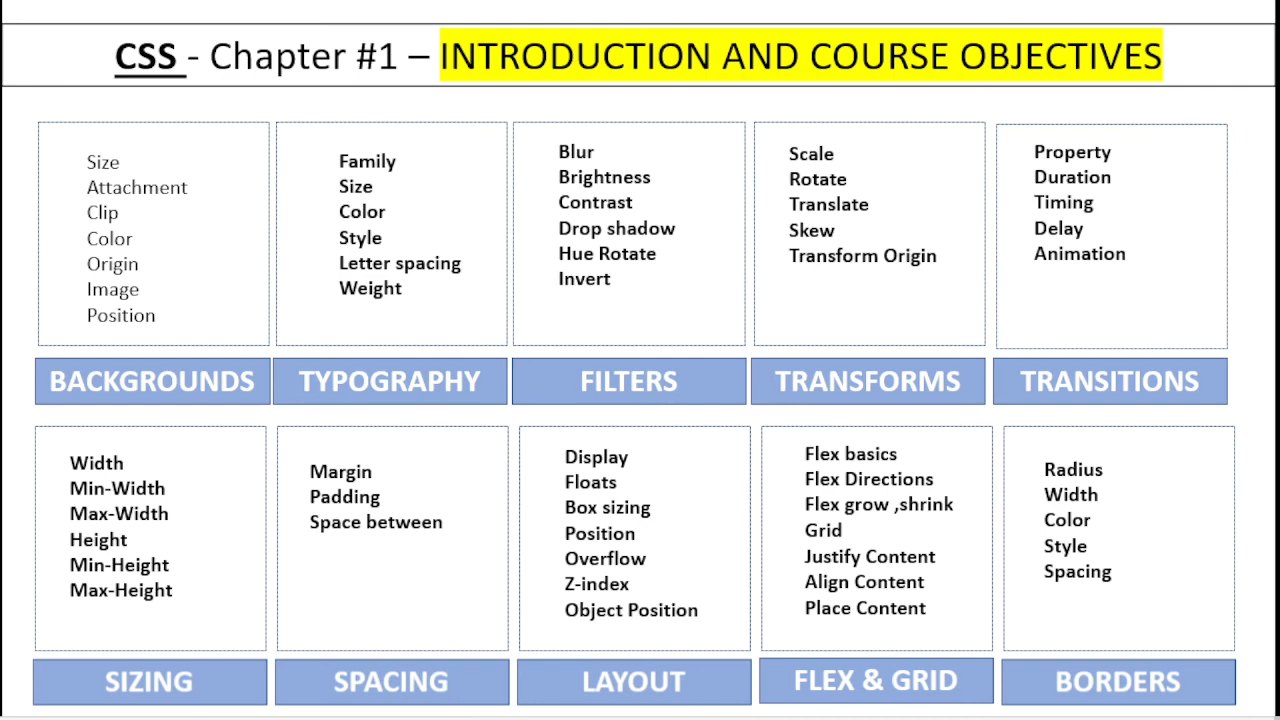 CSS - Chapter #1 – INTRODUCTION AND COURSE OBJECTIVES
Size
Attachment
Clip
Color
Origin
Image
Position
BACKGROUNDS
Family
Size
Color
Style
Letter spacing
Weight
TYPOGRAPHY
Blur
Brightness
Contrast
Drop shadow
Hue Rotate
Invert
FILTERS
Scale
Rotate
Translate
Skew
Transform Origin
TRANSFORMS
Property
Duration
Timing
Delay
Animation
TRANSITIONS
Width
Min-Width
Max-Width
Height
Min-Height
Max-Height
SIZING
Margin
Padding
Space between
SPACING
Display
Floats
Box sizing
Position
Overflow
Z-index
Object Position
LAYOUT
Flex basics
Flex Directions
Flex grow ,shrink
Grid
Justify Content
Align Content
Place Content
FLEX & GRID
Radius
Width
Color
Style
Spacing
BORDERS